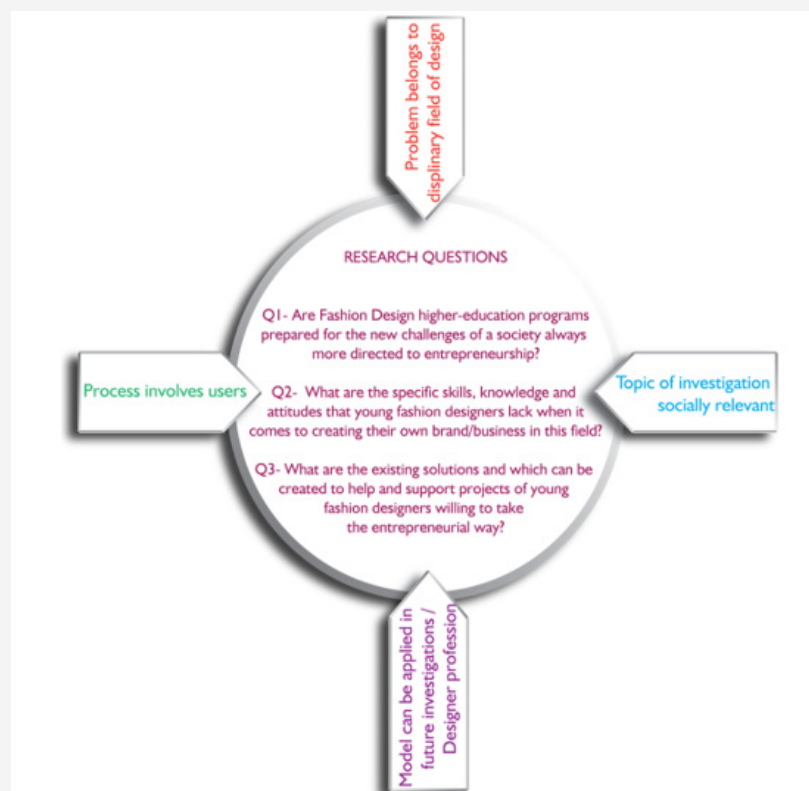 Problem belongs to
displinary field of design
RESEARCH QUESTIONS
Q1- Are Fashion Design higher-education programs
prepared for the new challenges of a society always
more directed to entrepreneurship?
Process involves users
Q2- What are the specific skills, knowledge and
attitudes that young fashion designers lack when it
comes to creating their own brand/business in this field?
Topic of investigation
socially relevant
Q3- What are the existing solutions and which can be
created to help and support projects of young
fashion designers willing to take
the entrepreneurial way?
Model can be applied in
future investigations /
Designer profession